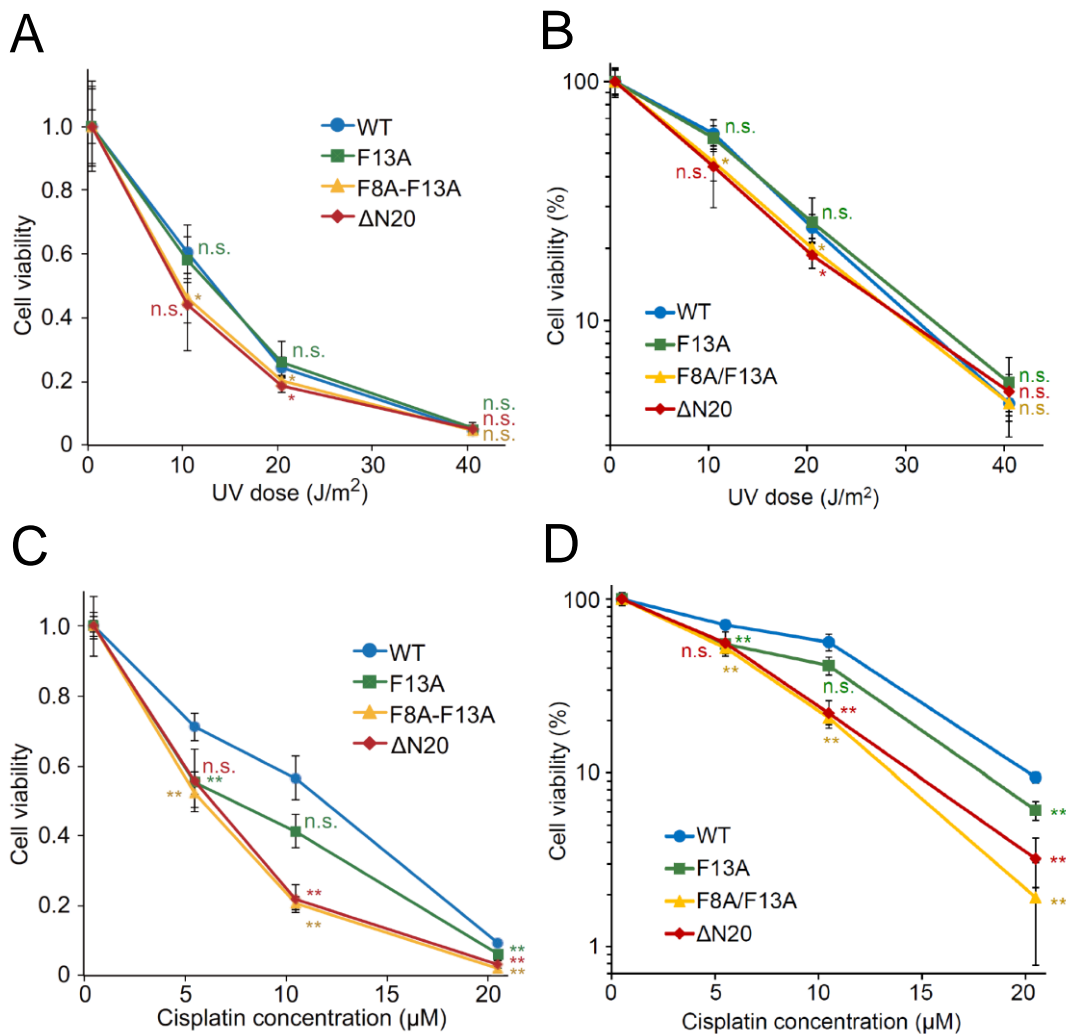 A
1.0
0.8
0.6
0.4
0.2
0
Cell viability
WT
F13A
F8A-F13A
ΔN20
n.s.
*
n.s.
n.s.
*
*
n.s.
n.s.
n.s.
0 10 20 30 40
UV dose (J/m²)
B
100
10
Cell viability (%)
n.s.
*
n.s.
n.s.
*
*
WT
F13A
F8A/F13A
ΔN20
n.s.
n.s.
n.s.
0 10 20 30 40
UV dose (J/m²)
C
1.0
0.8
0.6
0.4
0.2
0
Cell viability
WT
F13A
F8A-F13A
ΔN20
n.s.
**
**
n.s.
**
**
**
**
**
0 5 10 15 20
Cisplatin concentration (µM)
D
100
10
1
Cell viability (%)
n.s.
**
**
n.s.
**
**
WT
F13A
F8A/F13A
ΔN20
**
**
**
0 5 10 15 20
Cisplatin concentration (µM)